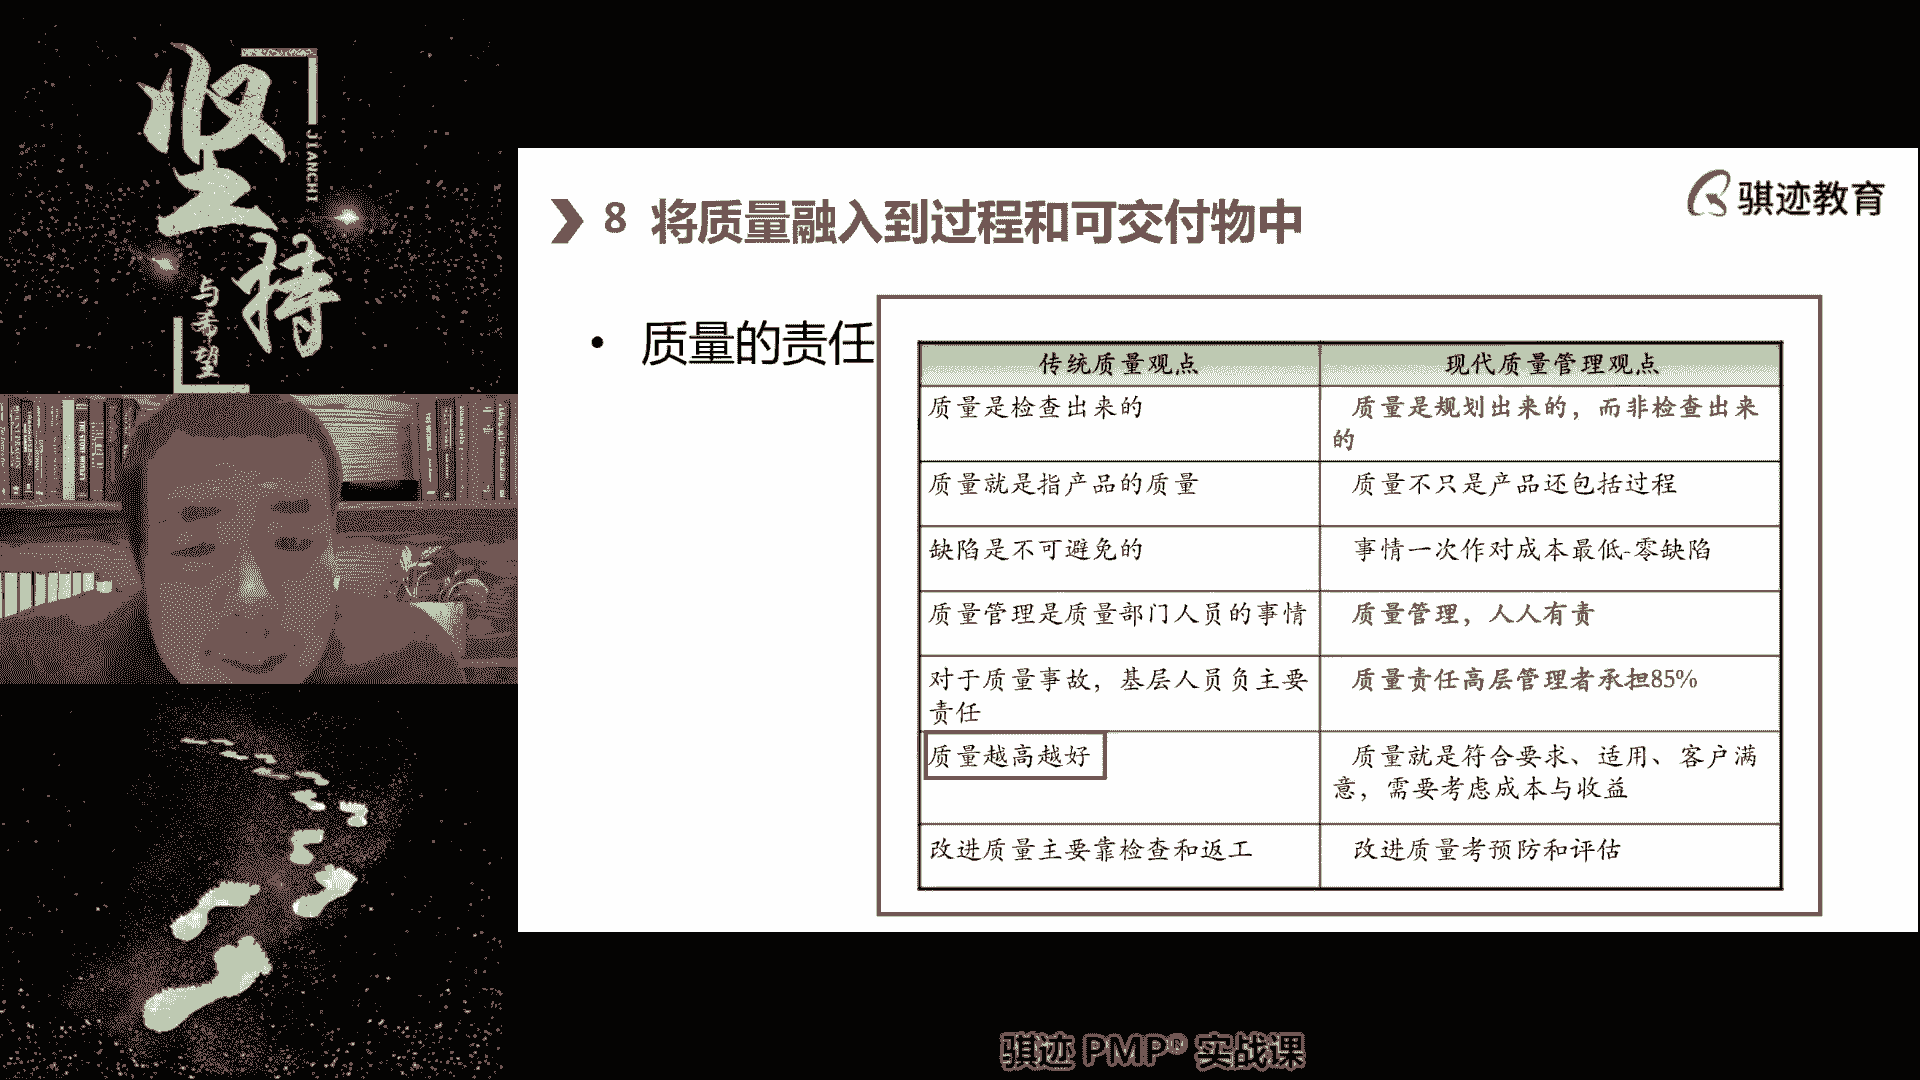 坚持
JIANCHI
与希望
骐迹教育
8 将质量融入到过程和可交付物中
• 质量的责任
传统质量观点
现代质量管理观点
质量是检查出来的
质量是规划出来的，而非检查出来
的
质量就是指产品的质量
质量不只是产品还包括过程
缺陷是不可避免的
事情一次作对成本最低-零缺陷
质量管理是质量部门人员的事情
质量管理，人人有责
对于质量事故，基层人员负主要
责任
质量责任高层管理者承担85%
质量越高越好
质量就是符合要求、适用、客户满
意，需要考虑成本与收益
改进质量主要靠检查和返工
改进质量考预防和评估
骐迹 PMP® 实战课